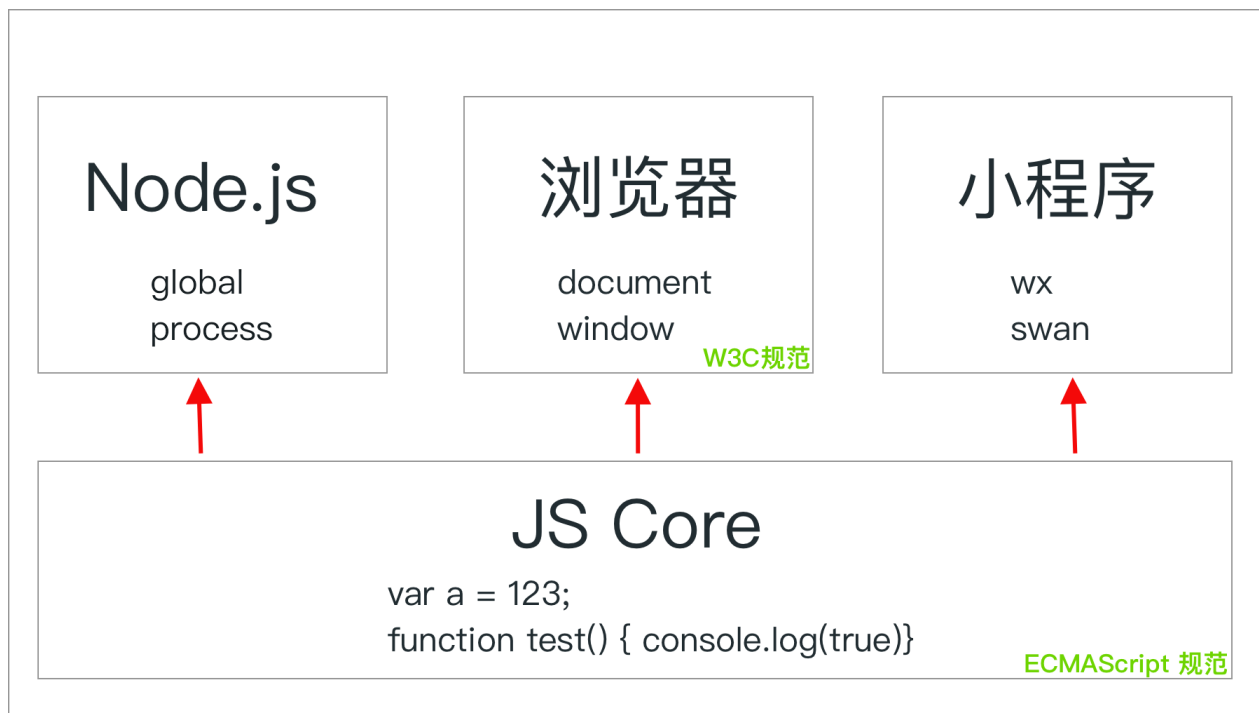 Node.js
global
process
浏览器
document
window
W3C规范
小程序
wx
swan
JS Core
var a = 123;
function test() { console.log(true)}
ECMAScript 规范